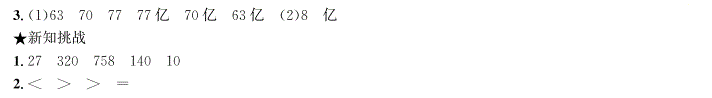 3. (1)63 70 77 77亿 70亿 63亿 (2)8 亿
★新知挑战
1. 27 320 758 140 10
2. < > > =